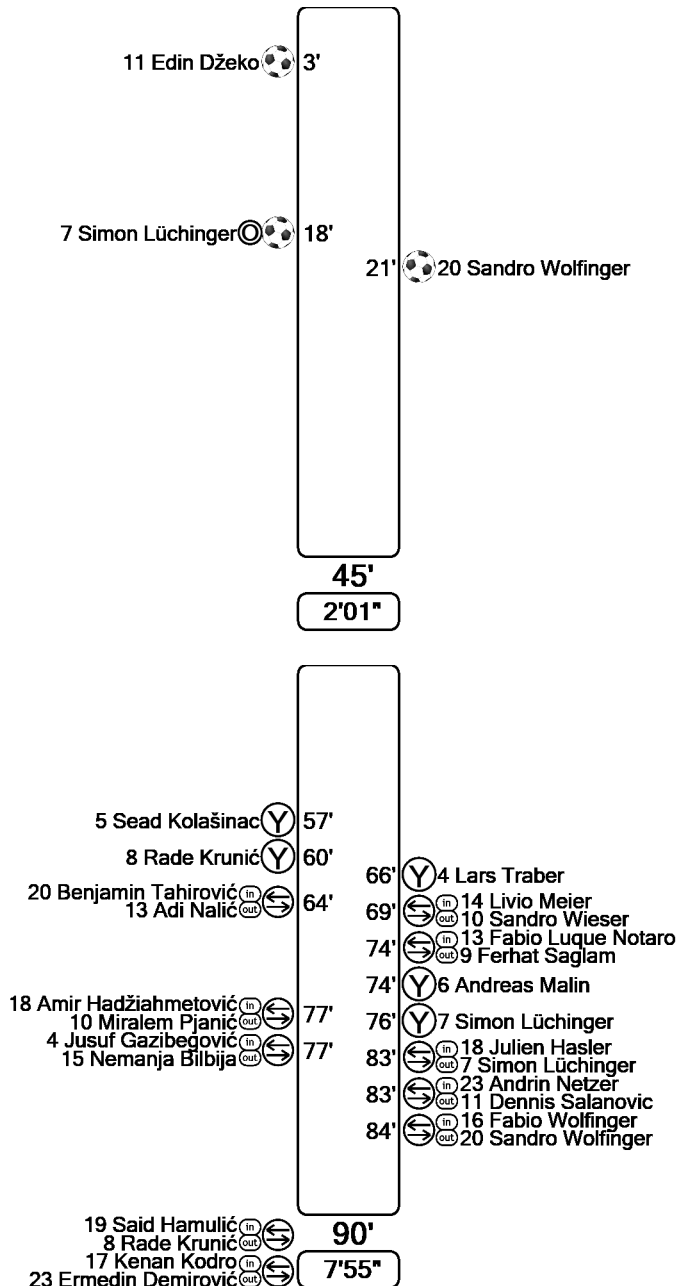 11 Edin Džeko 3'
7 Simon Lüchinger O 18'
21' 20 Sandro Wolfinger
45'
2'01"
5 Sead Kolašinac Y 57'
8 Rade Krunić Y 60'
66' Y 4 Lars Traber
20 Benjamin Tahirović in
13 Adi Nalić out
64'
69'
in 14 Livio Meier
out 10 Sandro Wieser
74'
in 13 Fabio Luque Notaro
out 9 Ferhat Saglam
74' Y 6 Andreas Malin
18 Amir Hadžiahmetović in
10 Miralem Pjanić out
77'
76' Y 7 Simon Lüchinger
4 Jusuf Gazibegović in
15 Nemanja Bilbija out
77'
83'
in 18 Julien Hasler
out 7 Simon Lüchinger
83'
in 23 Andrin Netzer
out 11 Dennis Salanovic
84'
in 16 Fabio Wolfinger
out 20 Sandro Wolfinger
19 Said Hamulić in
8 Rade Krunić out
90'
17 Kenan Kodro in
23 Ermedin Demirović out
7'55"